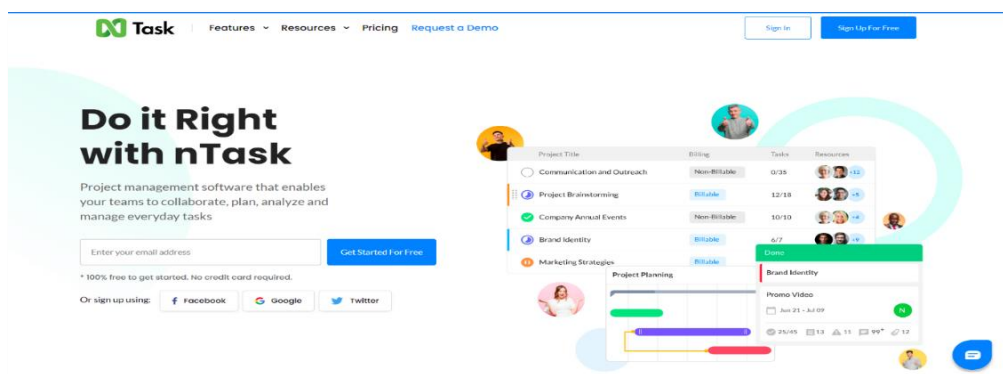 Task
Features
Resources
Pricing
Request a Demo
Sign In
Sign Up For Free
Do it Right
with nTask
Project management software that enables
your teams to collaborate, plan, analyze and
manage everyday tasks
Enter your email address
Get Started For Free
* 100% free to get started. No credit card required.
Or sign up using:
Facebook
Google
Twitter
Project Title Billing Tasks Resources
Communication and Outreach Non-Billable 0/35 +12
Project Brainstorming Billable 12/18 +5
Company Annual Events Non-Billable 10/10 +8
Brand Identity Billable 6/7 +9
Marketing Strategies Billable
Project Planning
Done
Brand Identity
Promo Video
Jun 21 - Jul 09
N
25/45 13 11 99+ 12